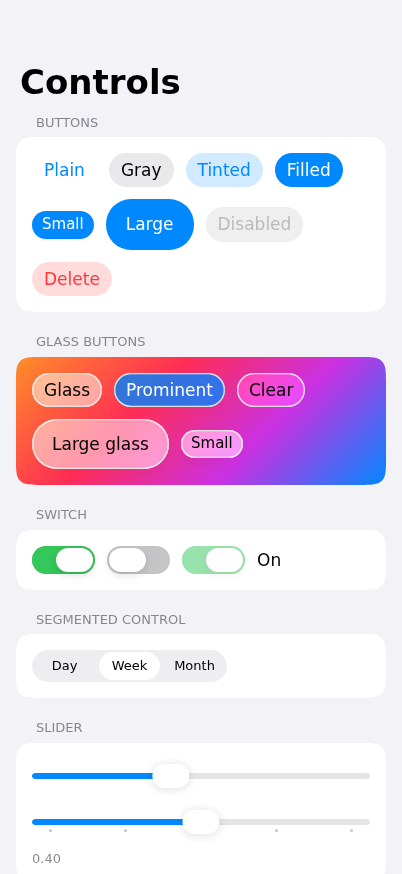 Controls
BUTTONS
Plain Gray Tinted Filled
Small Large Disabled
Delete
GLASS BUTTONS
Glass Prominent Clear
Large glass Small
SWITCH
On
SEGMENTED CONTROL
Day Week Month
SLIDER
0.40